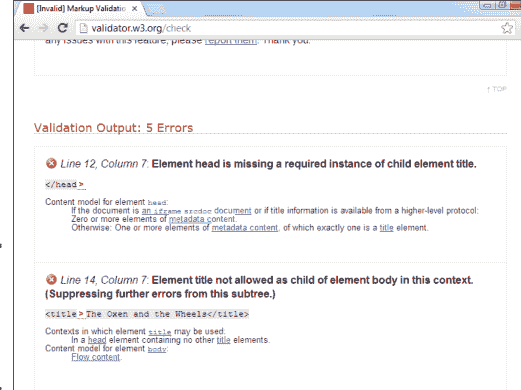 [Invalid] Markup Validatio
validator.w3.org/check
any issues with this feature, please report them. Thank you.
↑ TOP
Validation Output: 5 Errors
Line 12, Column 7: Element head is missing a required instance of child element title.
</head>
Content model for element head:
If the document is an iframe srcdoc document or if title information is available from a higher-level protocol:
Zero or more elements of metadata content.
Otherwise: One or more elements of metadata content, of which exactly one is a title element.
Line 14, Column 7: Element title not allowed as child of element body in this context.
(Suppressing further errors from this subtree.)
<title>The Oxen and the Wheels</title>
Contexts in which element title may be used:
In a head element containing no other title elements.
Content model for element body:
Flow content.